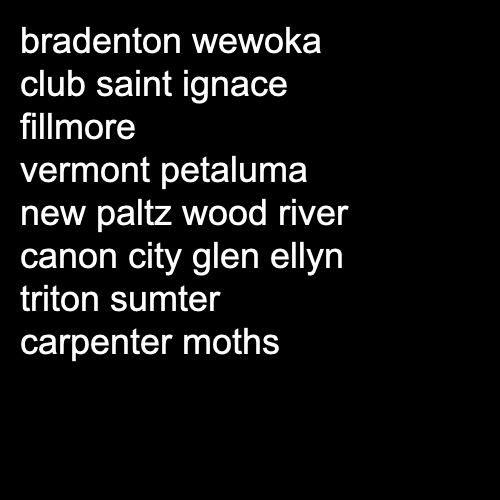 bradenton wewoka
club saint ignace
fillmore
vermont petaluma
new paltz wood river
canon city glen ellyn
triton sumter
carpenter moths